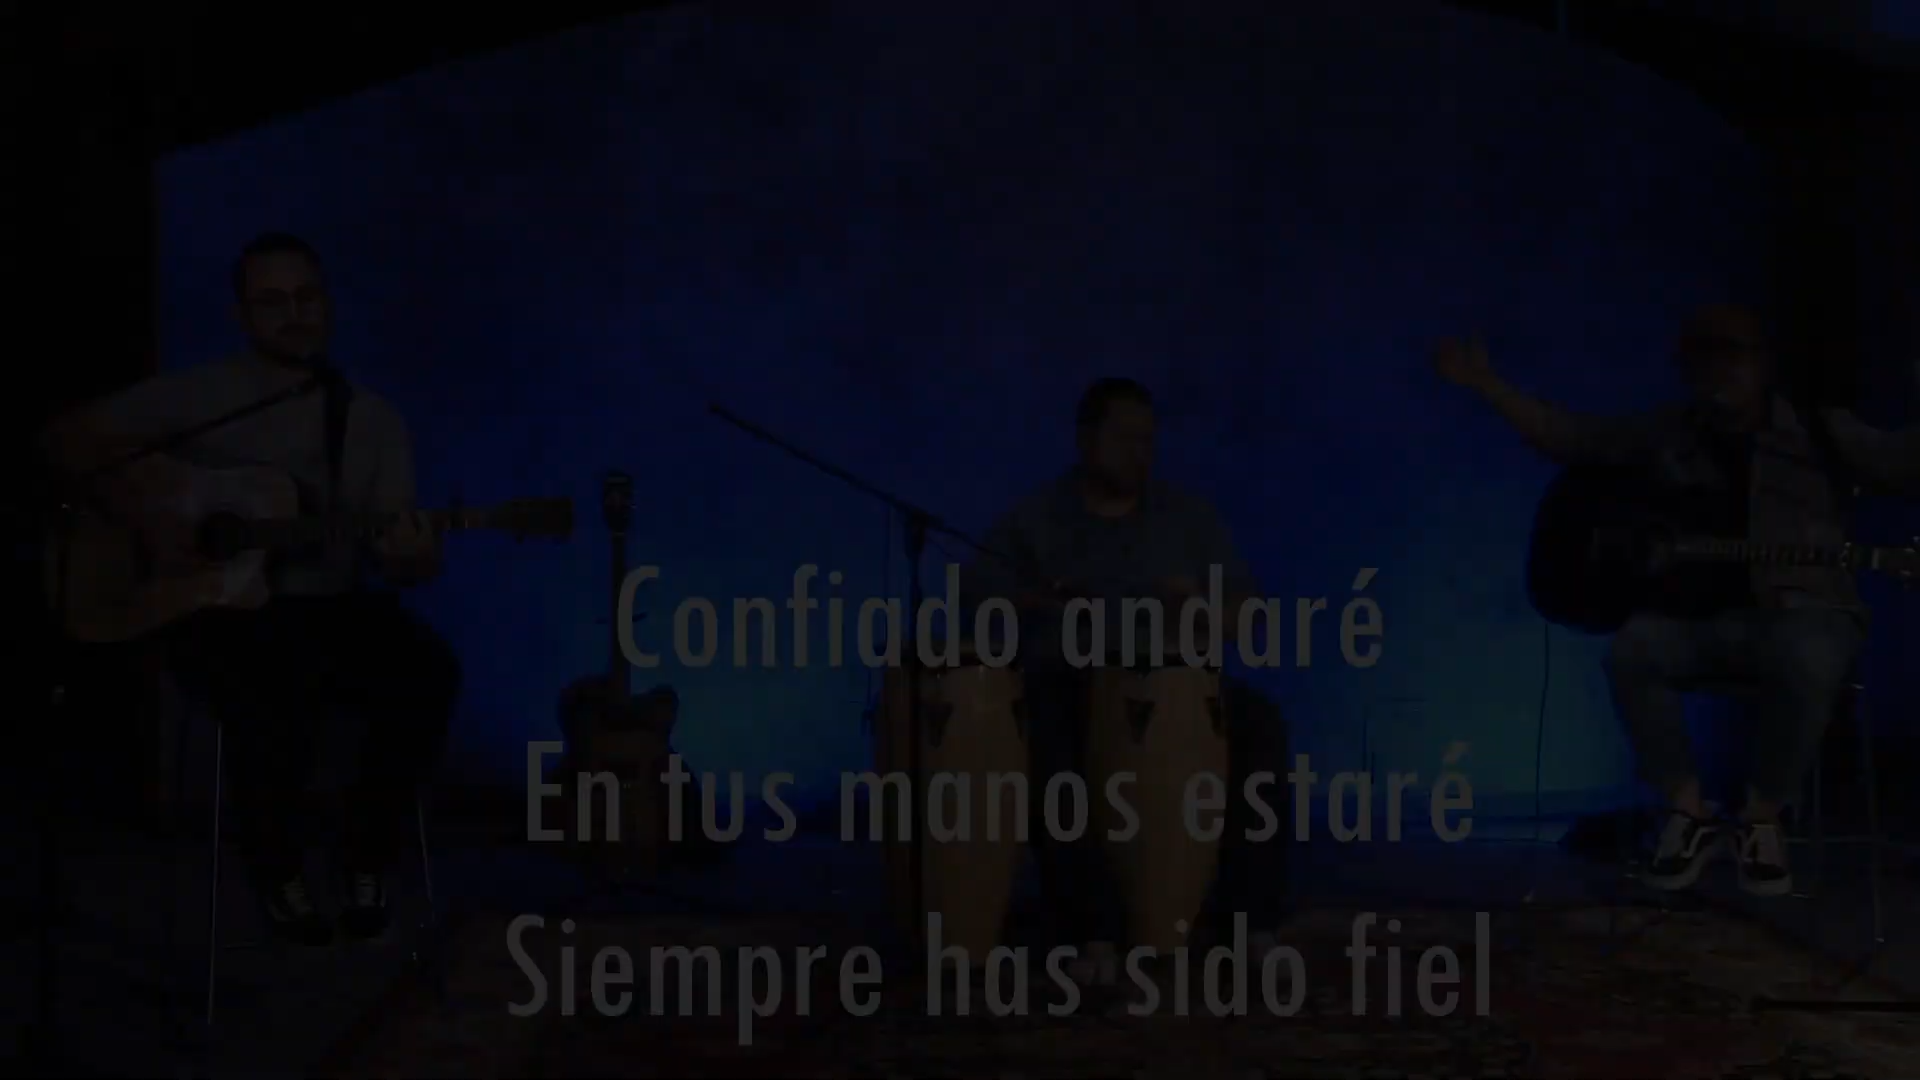 Confiado andaré
En tus manos estaré
Siempre has sido fiel